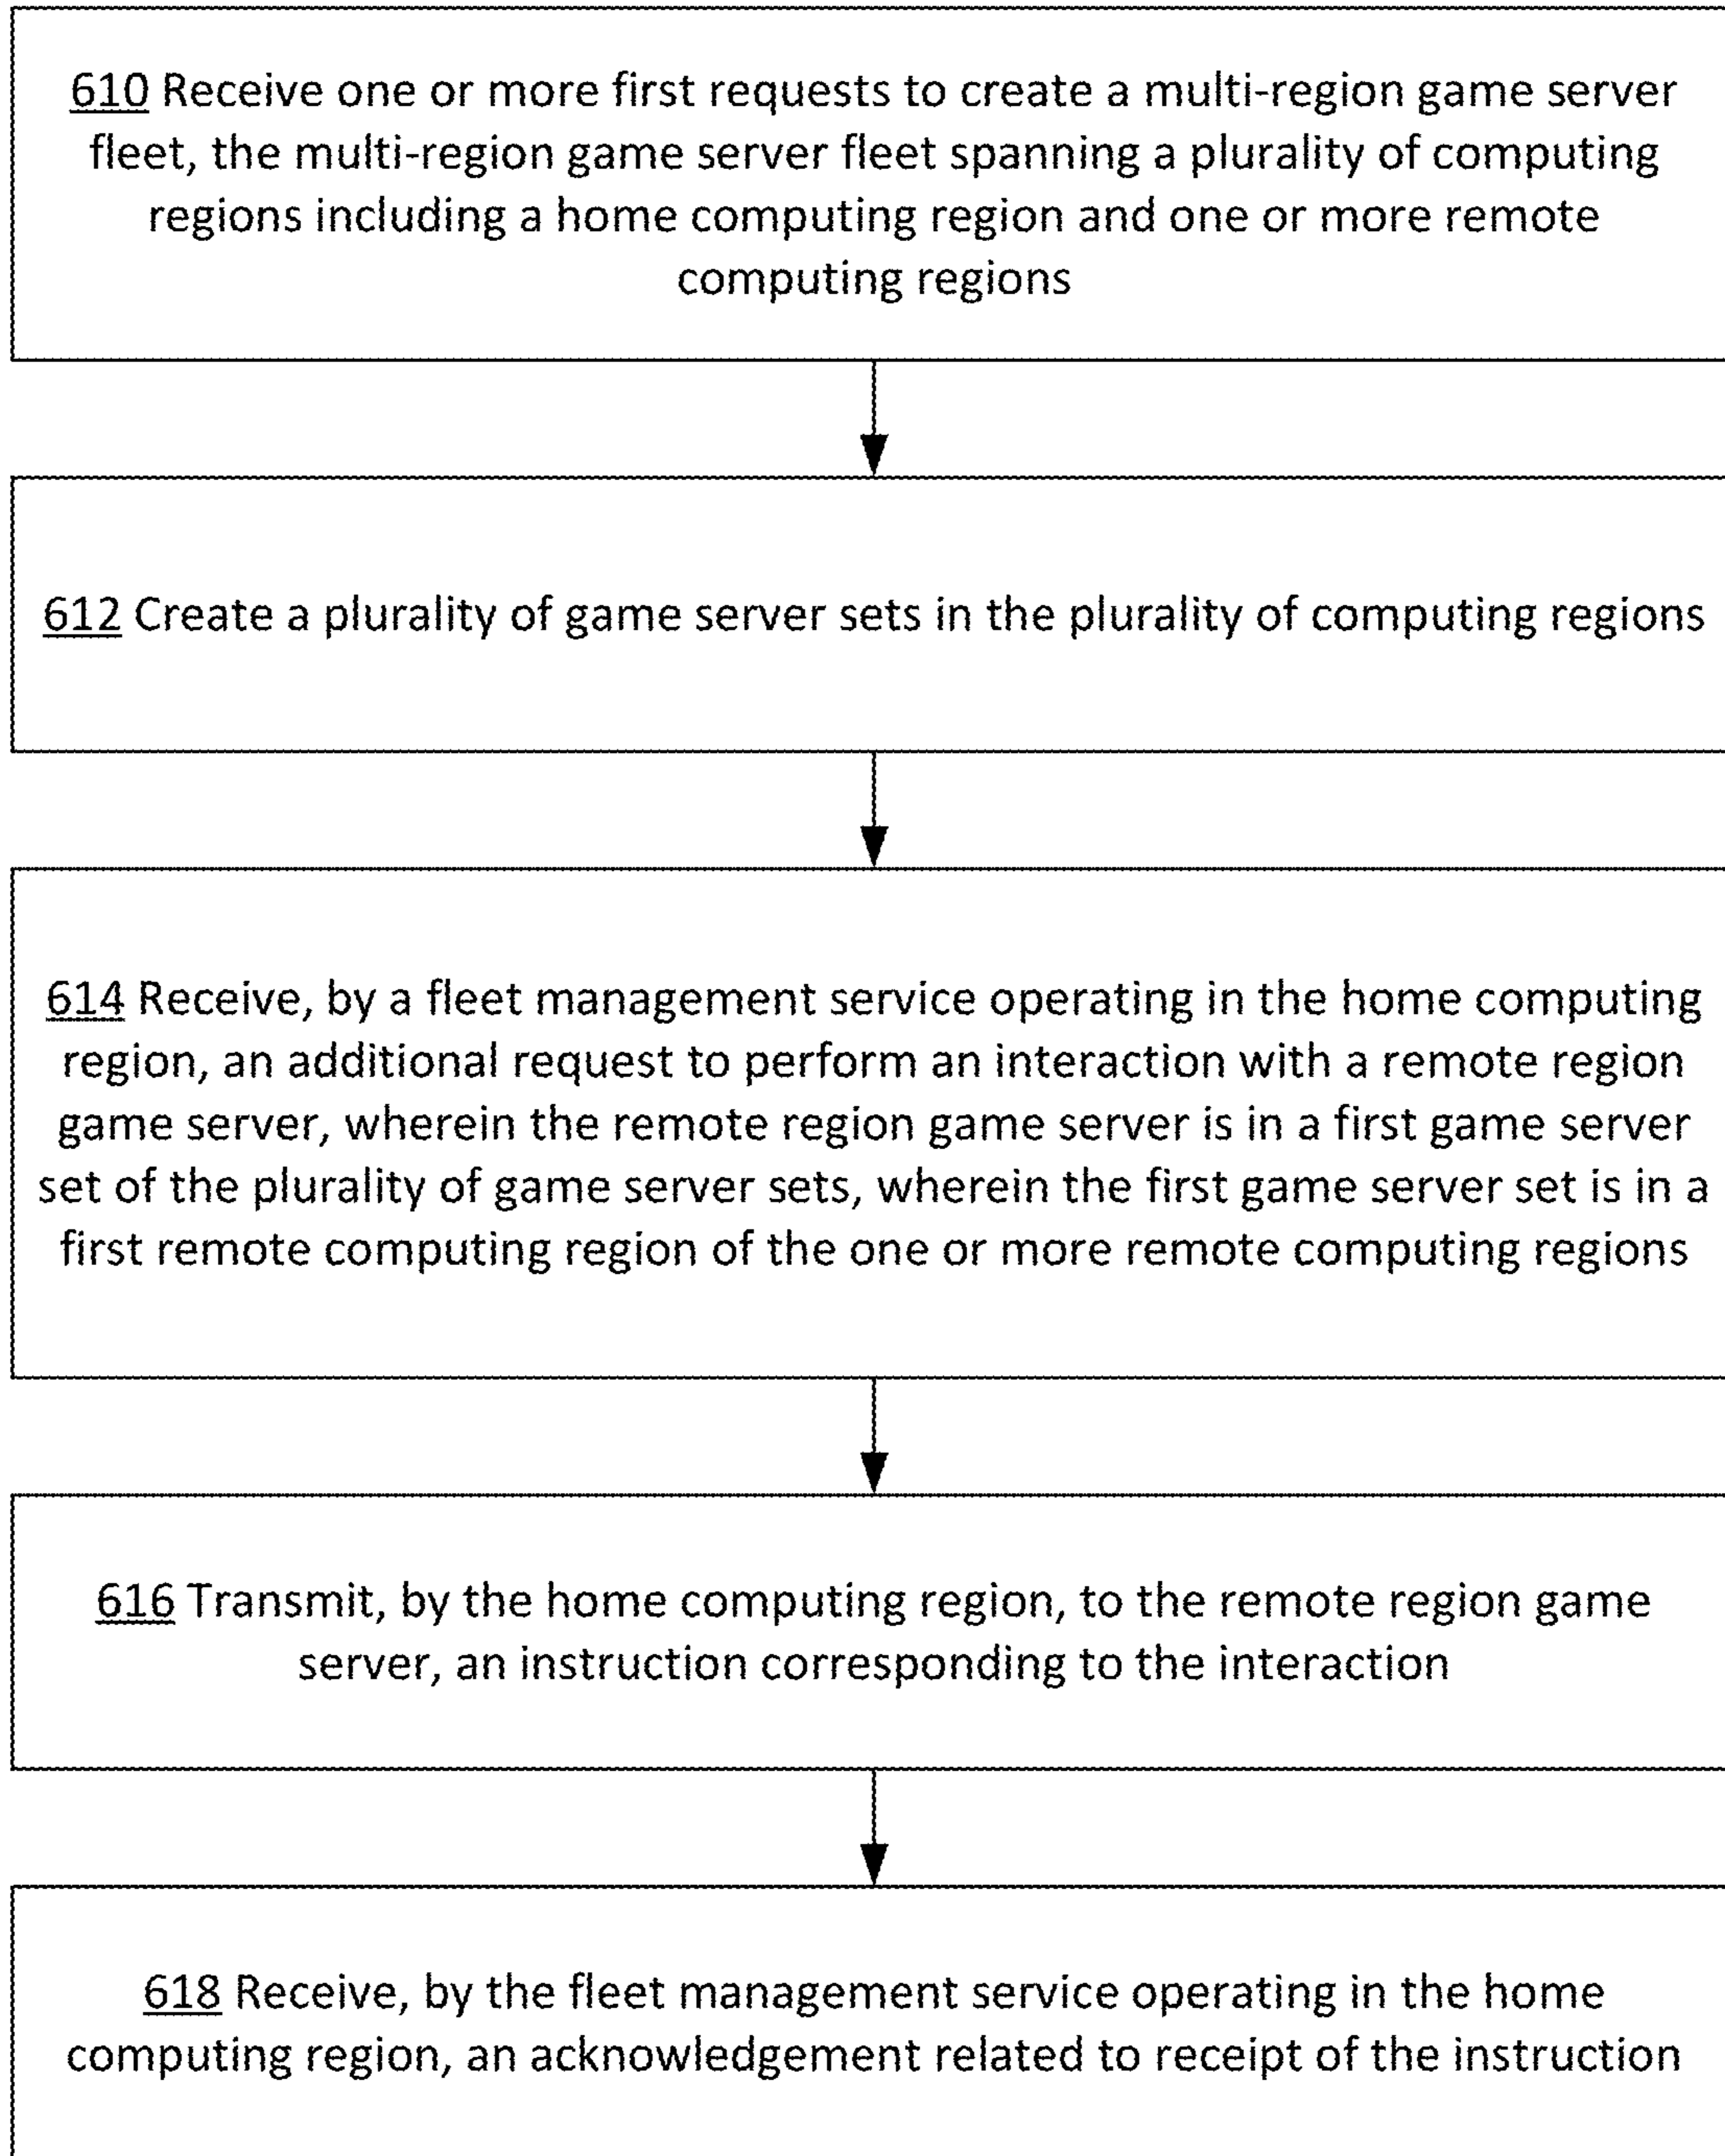 610 Receive one or more first requests to create a multi-region game server
fleet, the multi-region game server fleet spanning a plurality of computing
regions including a home computing region and one or more remote
computing regions
612 Create a plurality of game server sets in the plurality of computing regions
614 Receive, by a fleet management service operating in the home computing
region, an additional request to perform an interaction with a remote region
game server, wherein the remote region game server is in a first game server
set of the plurality of game server sets, wherein the first game server set is in a
first remote computing region of the one or more remote computing regions
616 Transmit, by the home computing region, to the remote region game
server, an instruction corresponding to the interaction
618 Receive, by the fleet management service operating in the home
computing region, an acknowledgement related to receipt of the instruction